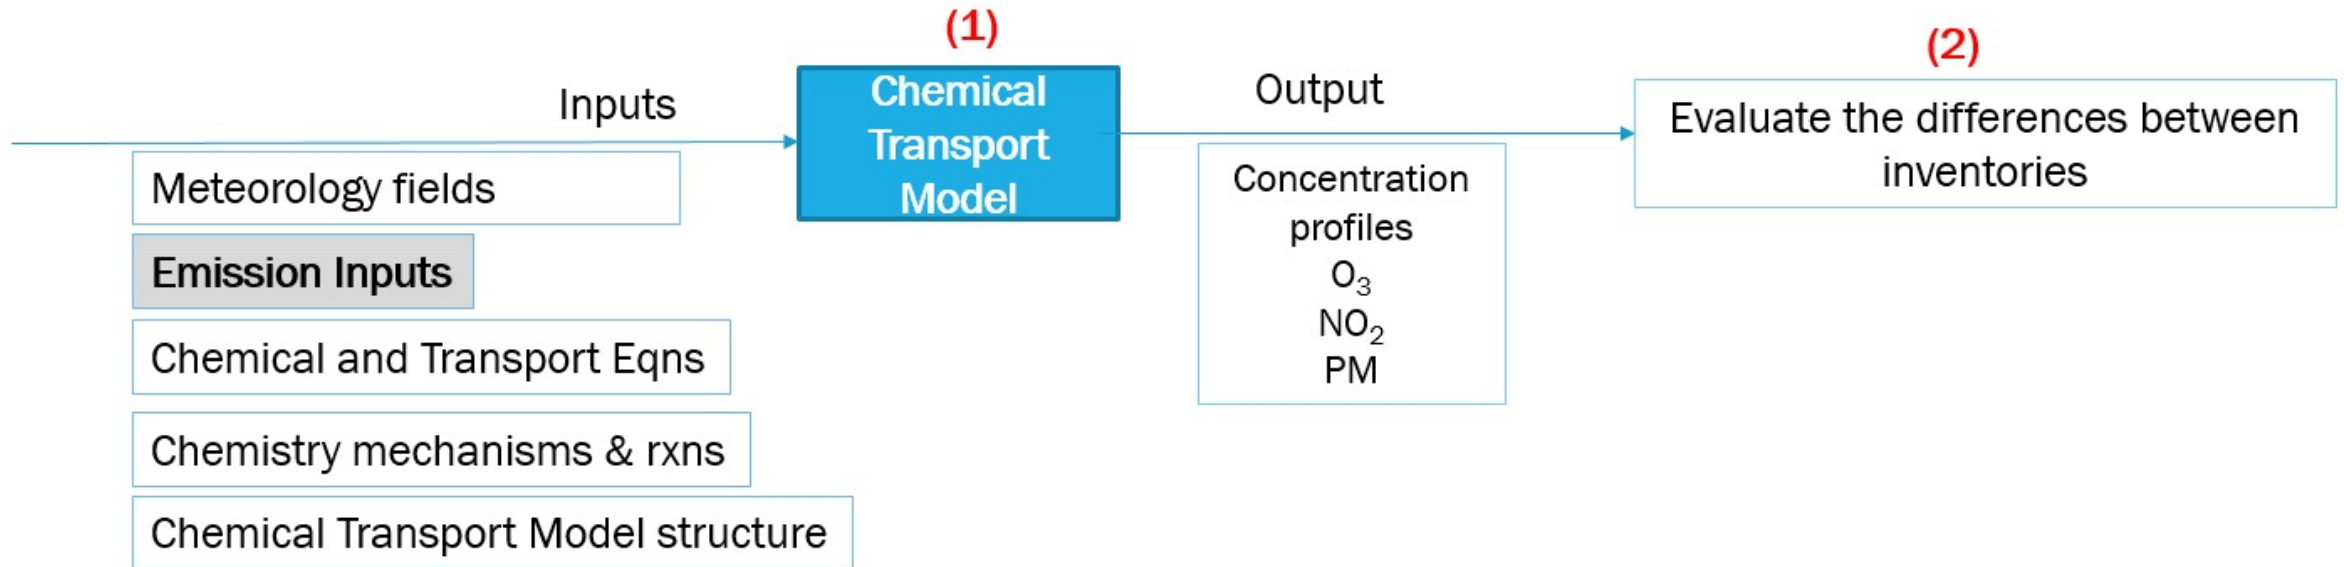 (1)
(2)
Inputs
Chemical
Transport
Model
Output
Evaluate the differences between
inventories
Meteorology fields
Emission Inputs
Chemical and Transport Eqns
Chemistry mechanisms & rxns
Chemical Transport Model structure
Concentration
profiles
O₃
NO₂
PM